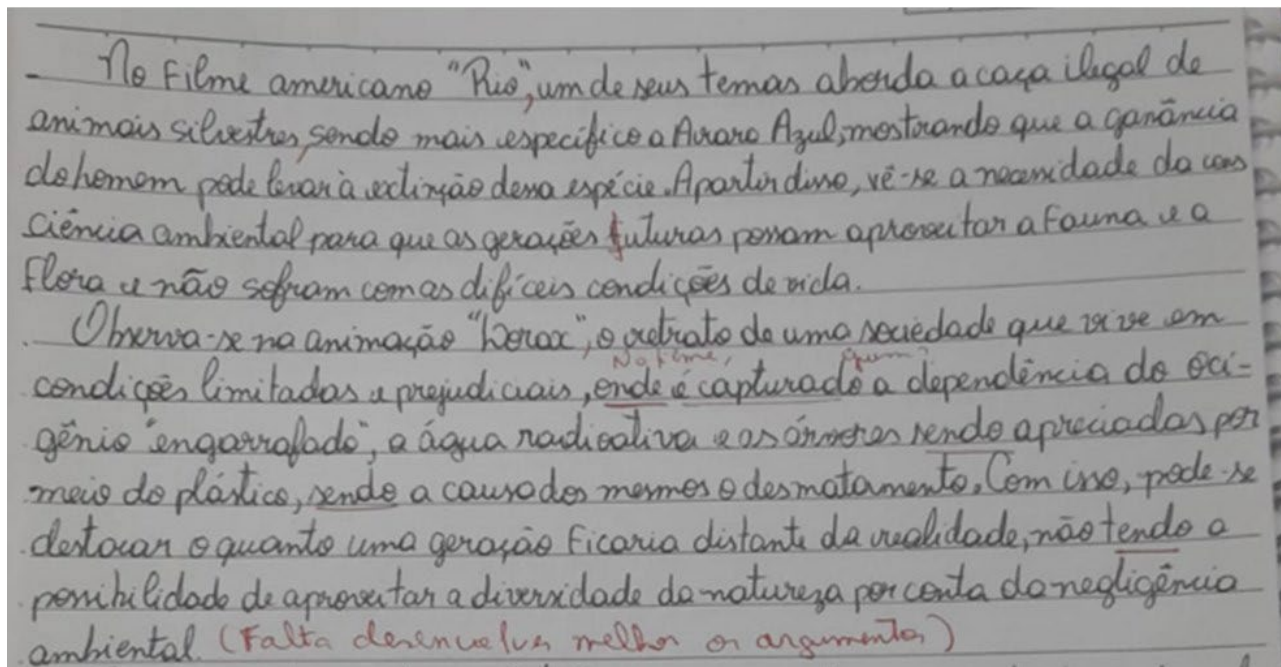 No Filme americano "Rio", um de seus temas aborda a caça ilegal de
animais silvestres, sendo mais específico a Arara Azul, mostrando que a ganância
do homem pode levar à extinção dessa espécie. Apartir disso, vê-se a necessidade da cons
ciência ambiental para que as gerações futuras possam aproveitar a Fauna e a
Flora e não sofram com as difíceis condições de vida.
Observa-se na animação "Lorax", o retrato de uma sociedade que vive em
No filme, quem?
condições limitadas e prejudiciais, onde é capturado a dependência do oci-
gênio "engarrafado", a água radioativa e as árvores sendo apreciadas por
meio do plástico, sendo a causa dos mesmos o desmatamento. Com isso, pode-se
destacar o quanto uma geração Ficaria distante da realidade, não tendo a
possibilidade de aproveitar a diversidade da natureza por conta da negligência
ambiental. (Falta desenvolver melhor os argumentos)